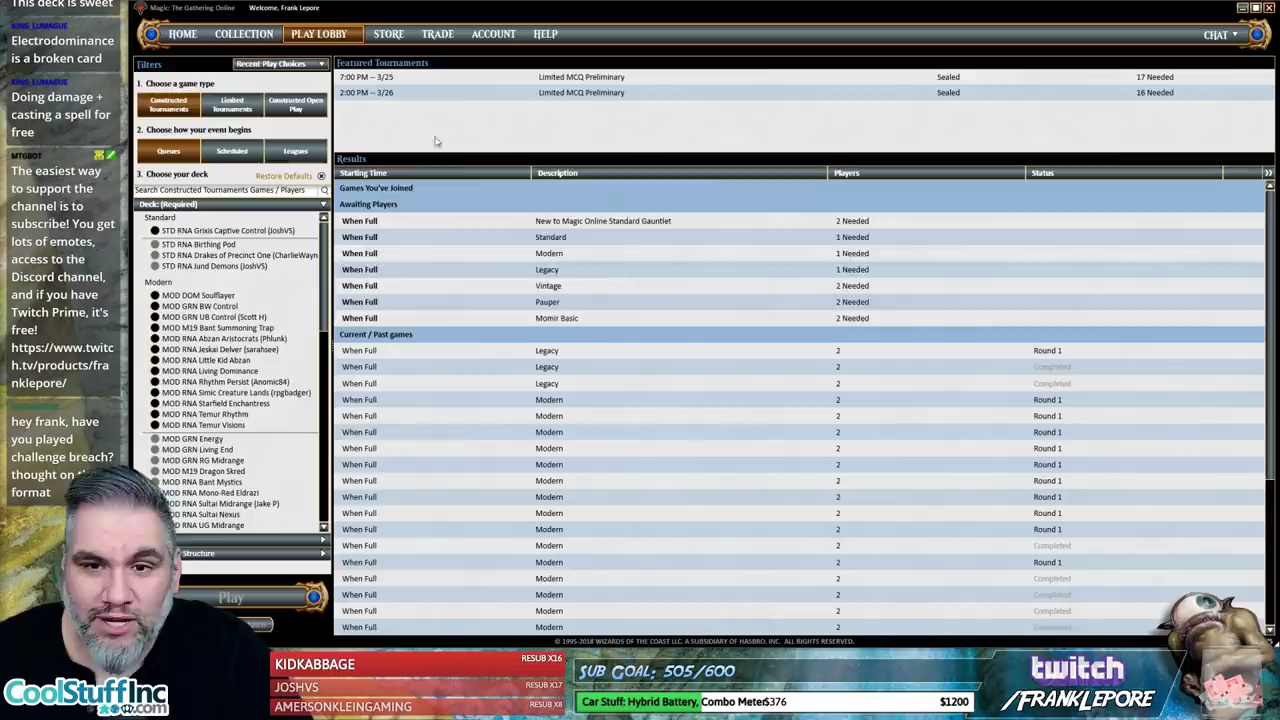 This deck is sweet
KING_LUMAGUE
Electrodominance
is a broken card
KING_LUMAGUE
Doing damage +
casting a spell for
free
MTGBOT
The easiest way
to support the
channel is to
subscribe! You get
lots of emotes,
access to the
Discord channel,
and if you have
Twitch Prime, it's
free!
https://www.twitc
h.tv/products/fra
nklepore/
hey frank, have
you played
challenge breach?
thought on th
format
Magic: The Gathering Online Welcome, Frank Lepore
HOME COLLECTION PLAY LOBBY STORE TRADE ACCOUNT HELP CHAT
Filters Recent Play Choices
1. Choose a game type
Constructed Tournaments Limited Tournaments Constructed Open Play
2. Choose how your event begins
Queues Scheduled Leagues
3. Choose your deck Restore Defaults
Search Constructed Tournaments Games / Players
Deck: (Required)
Standard
STD RNA Grixis Captive Control (JoshVS)
STD RNA Birthing Pod
STD RNA Drakes of Precinct One (CharlieWayn
STD RNA Jund Demons (JoshVS)
Modern
MOD DOM Soulflayer
MOD GRN BW Control
MOD GRN UB Control (Scott H)
MOD M19 Bant Summoning Trap
MOD RNA Abzan Aristocrats (Phlunk)
MOD RNA Jeskai Delver (sarahsee)
MOD RNA Little Kid Abzan
MOD RNA Living Dominance
MOD RNA Rhythm Persist (Anomic84)
MOD RNA Simic Creature Lands (rpgbadger)
MOD RNA Starfield Enchantress
MOD RNA Temur Rhythm
MOD RNA Temur Visions
MOD GRN Energy
MOD GRN Living End
MOD GRN RG Midrange
MOD M19 Dragon Skred
MOD RNA Bant Mystics
MOD RNA Mono-Red Eldrazi
MOD RNA Sultai Midrange (Jake P)
OD RNA Sultai Nexus
D RNA UG Midrange
Structure
Play
Featured Tournaments
7:00 PM -- 3/25 Limited MCQ Preliminary Sealed 17 Needed
2:00 PM -- 3/26 Limited MCQ Preliminary Sealed 16 Needed
Results
Starting Time Description Players Status
Games You've Joined
Awaiting Players
When Full New to Magic Online Standard Gauntlet 2 Needed
When Full Standard 1 Needed
When Full Modern 1 Needed
When Full Legacy 1 Needed
When Full Vintage 2 Needed
When Full Pauper 2 Needed
When Full Momir Basic 2 Needed
Current / Past games
When Full Legacy 2 Round 1
When Full Legacy 2 Completed
When Full Legacy 2 Completed
When Full Modern 2 Round 1
When Full Modern 2 Round 1
When Full Modern 2 Round 1
When Full Modern 2 Round 1
When Full Modern 2 Round 1
When Full Modern 2 Round 1
When Full Modern 2 Round 1
When Full Modern 2 Round 1
When Full Modern 2 Round 1
When Full Modern 2 Completed
When Full Modern 2 Round 1
When Full Modern 2 Completed
When Full Modern 2 Completed
When Full Modern 2 Completed
When Full Modern 2
© 1995-2018 WIZARDS OF THE COAST LLC, A SUBSIDIARY OF HASBRO, INC. ALL RIGHTS RESERVED.
KIDKABBAGE RESUB X16
JOSHVS RESUB X17
AMERSONKLEINGAMING RESUB X8
SUB GOAL: 505/600
Car Stuff: Hybrid Battery, Combo Meter $376 $1200
twitch
/FRANKLEPORE
CoolStuffInc
.com